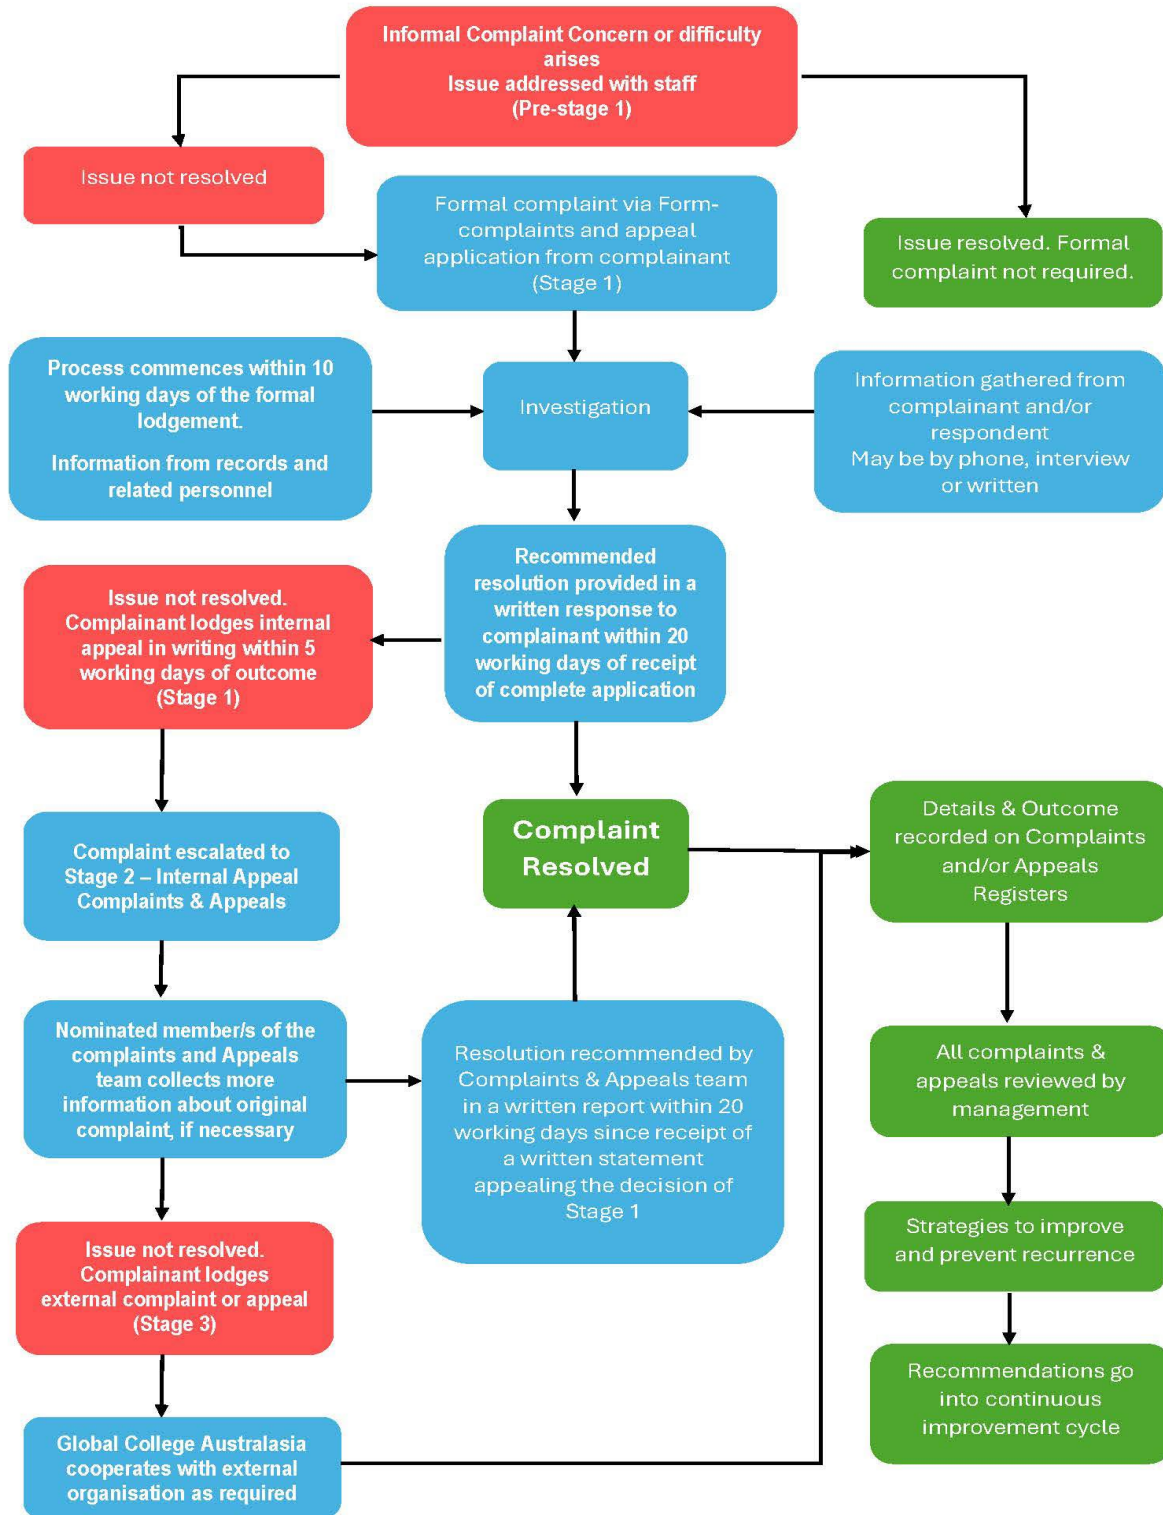 Informal Complaint Concern or difficulty
arises
Issue addressed with staff
(Pre-stage 1)
Issue not resolved
Formal complaint via Form-
complaints and appeal
application from complainant
(Stage 1)
Issue resolved. Formal
complaint not required.
Process commences within 10
working days of the formal
lodgement.
Information from records and
related personnel
Investigation
Information gathered from
complainant and/or
respondent
May be by phone, interview
or written
Recommended
resolution provided in a
written response to
complainant within 20
working days of receipt
of complete application
Issue not resolved.
Complainant lodges internal
appeal in writing within 5
working days of outcome
(Stage 1)
Complaint escalated to
Stage 2 – Internal Appeal
Complaints & Appeals
Complaint
Resolved
Details & Outcome
recorded on Complaints
and/or Appeals
Registers
Nominated member/s of the
complaints and Appeals
team collects more
information about original
complaint, if necessary
Resolution recommended by
Complaints & Appeals team
in a written report within 20
working days since receipt of
a written statement
appealing the decision of
Stage 1
All complaints &
appeals reviewed by
management
Issue not resolved.
Complainant lodges
external complaint or appeal
(Stage 3)
Strategies to improve
and prevent recurrence
Global College Australasia
cooperates with external
organisation as required
Recommendations go
into continuous
improvement cycle